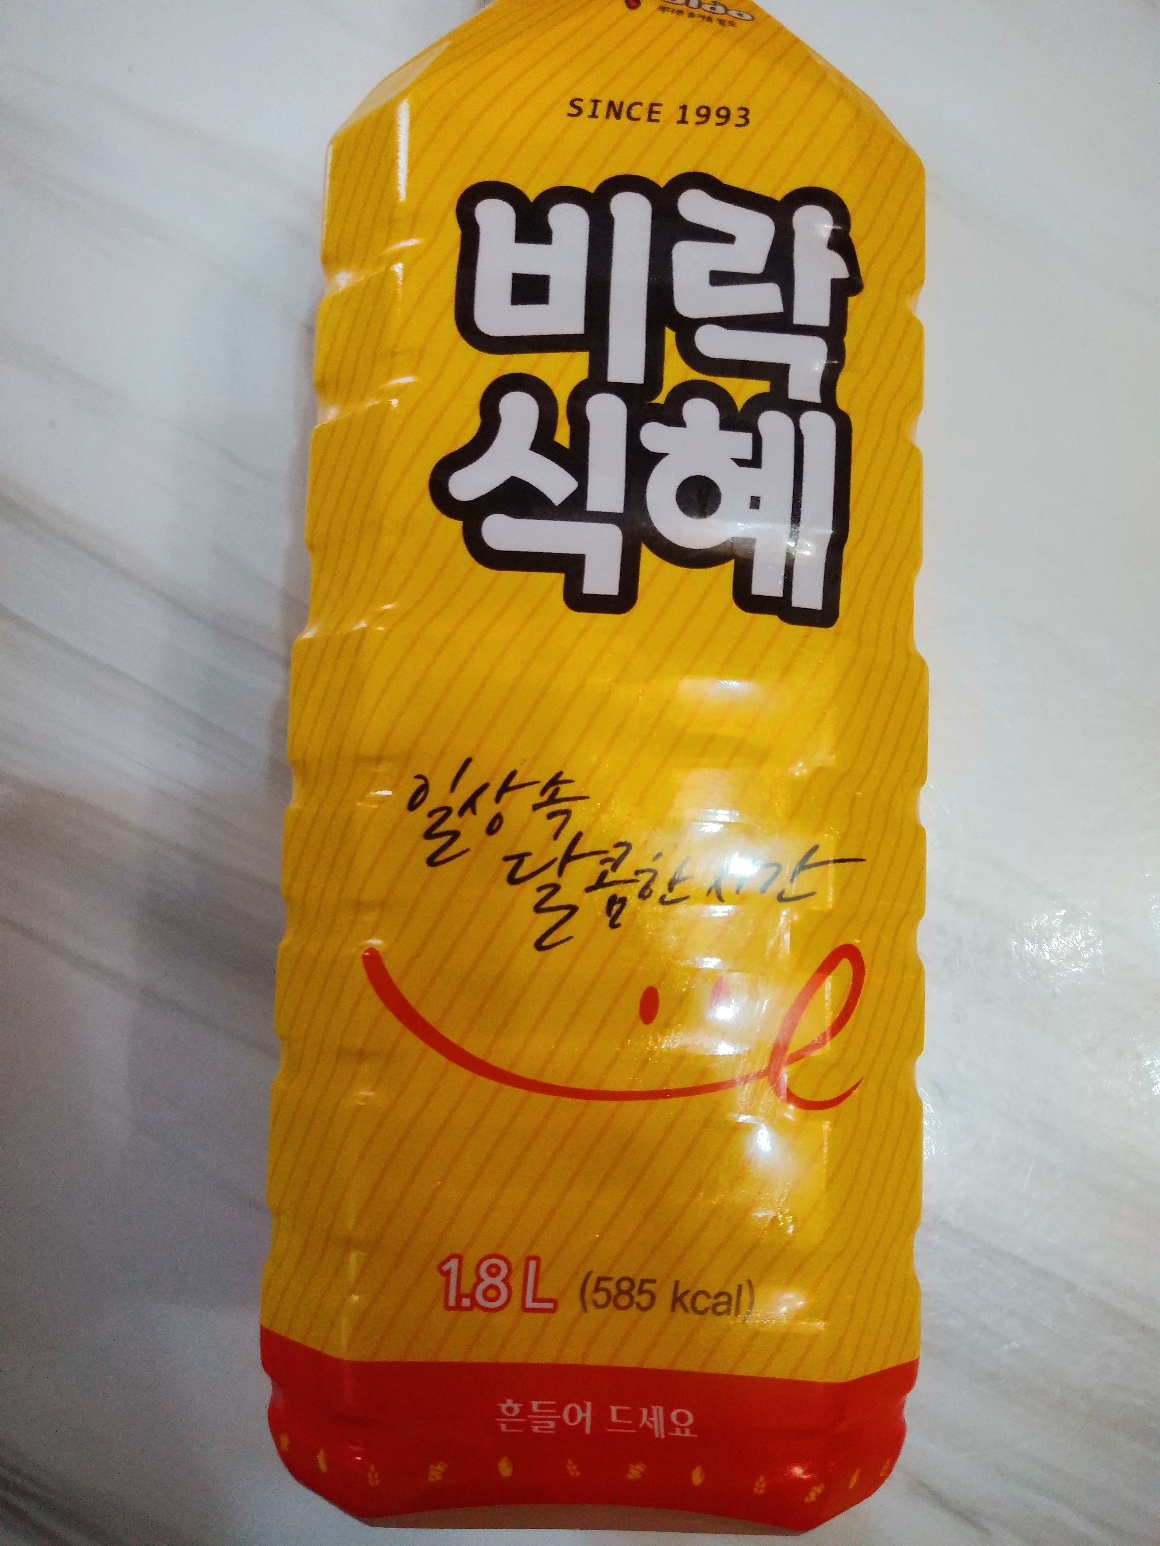 SINCE 1993
비락
식혜
일상 속
달콤한 시간
1.8 L (585 kcal)
흔들어 드세요